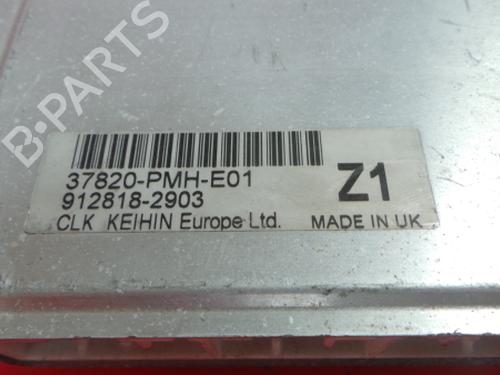 B-PARTS
37820-PMH-E01
912818-2903
Z1
CLK KEIHIN Europe Ltd. MADE IN UK